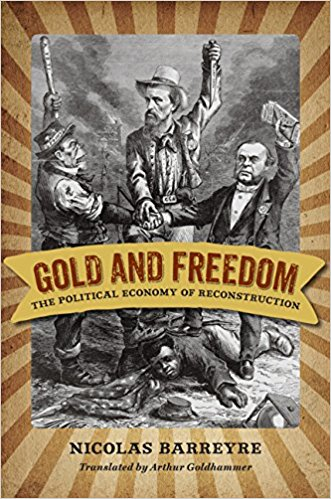 GOLD AND FREEDOM
THE POLITICAL ECONOMY OF RECONSTRUCTION
NICOLAS BARREYRE
Translated by Arthur Goldhammer